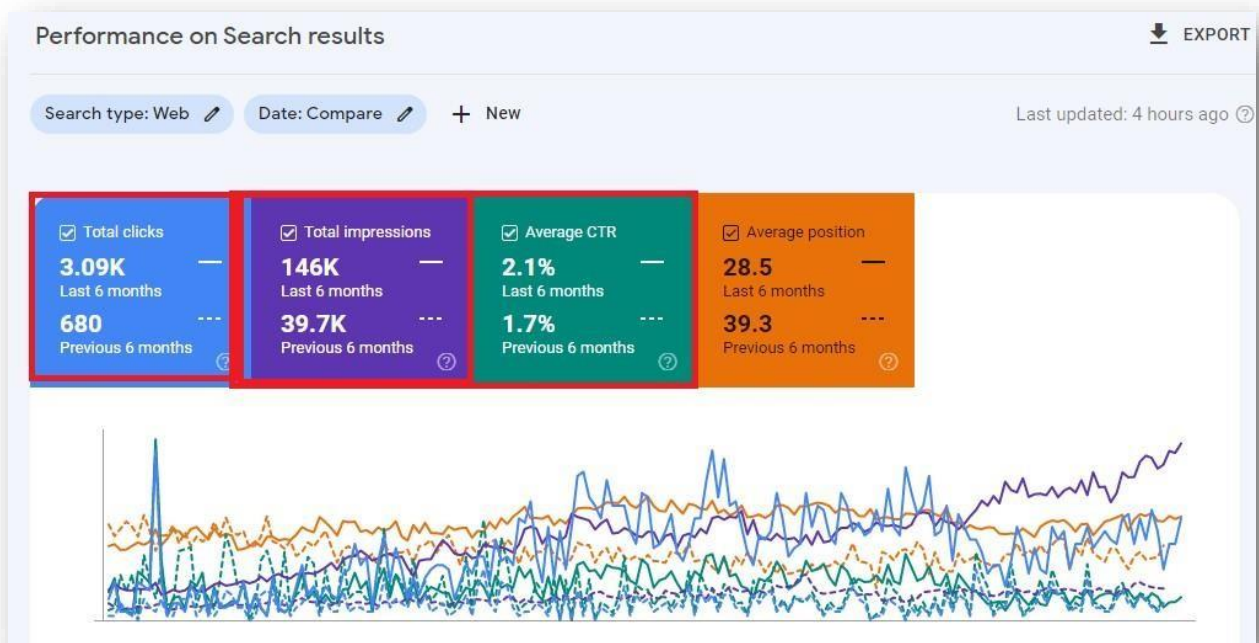 Performance on Search results
EXPORT
Search type: Web
Date: Compare
+ New
Last updated: 4 hours ago
Total clicks
3.09K
Last 6 months
680
Previous 6 months
Total impressions
146K
Last 6 months
39.7K
Previous 6 months
Average CTR
2.1%
Last 6 months
1.7%
Previous 6 months
Average position
28.5
Last 6 months
39.3
Previous 6 months